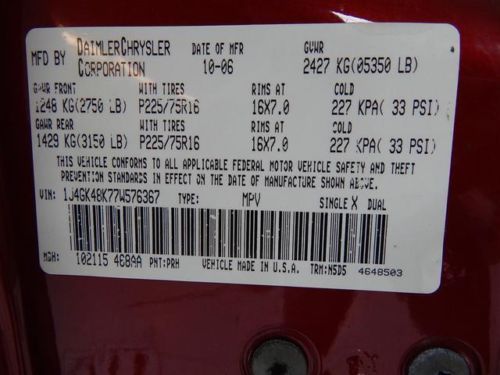 MFD BY DAIMLERCHRYSLER CORPORATION DATE OF MFR GVWR
10-06 2427 KG(05350 LB)
GAWR FRONT WITH TIRES RIMS AT COLD
1248 KG(2750 LB) P225/75R16 16X7.0 227 KPA( 33 PSI)
GAWR REAR WITH TIRES RIMS AT COLD
1429 KG(3150 LB) P225/75R16 16X7.0 227 KPA( 33 PSI)
THIS VEHICLE CONFORMS TO ALL APPLICABLE FEDERAL MOTOR VEHICLE SAFETY AND THEFT
PREVENTION STANDARDS IN EFFECT ON THE DATE OF MANUFACTURE SHOWN ABOVE.
VIN: 1J4GK48K77W576367 TYPE: MPV SINGLE X DUAL
MDH: 102115 468AA PNT:PRH VEHICLE MADE IN U.S.A. TRM:N5D5 4648503